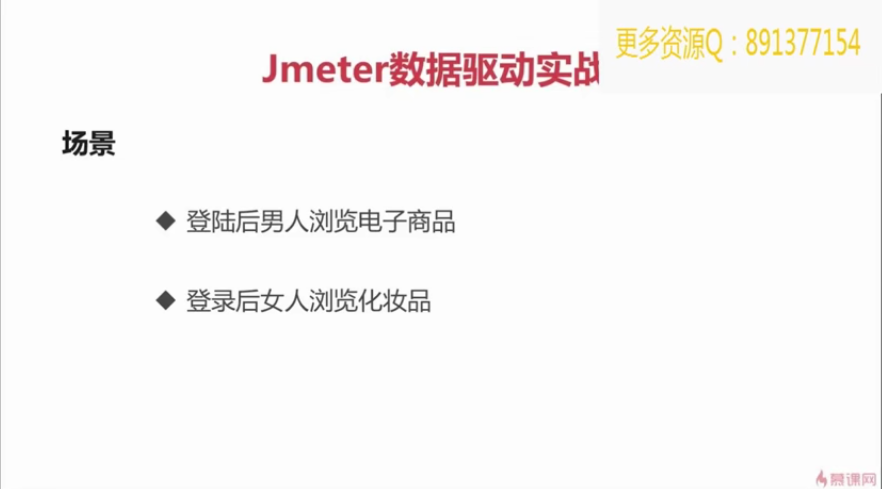 更多资源Q：891377154
Jmeter数据驱动实战
场景
◆ 登陆后男人浏览电子商品
◆ 登录后女人浏览化妆品
慕课网